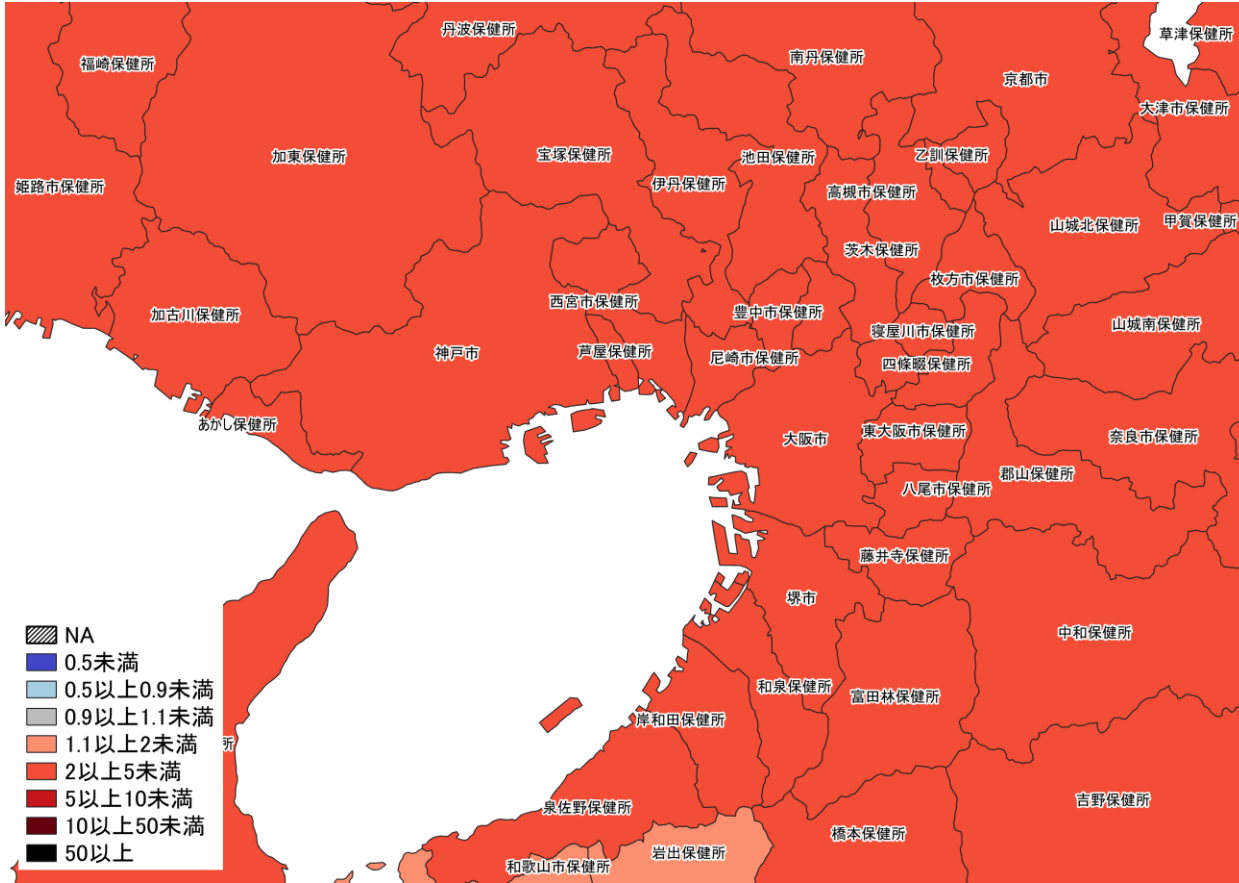 丹波保健所
草津保健所
福崎保健所
南丹保健所
京都市
大津市保健所
加東保健所
宝塚保健所
池田保健所
乙訓保健所
姫路市保健所
伊丹保健所
高槻市保健所
山城北保健所
甲賀保健所
茨木保健所
枚方市保健所
加古川保健所
西宮市保健所
豊中市保健所
寝屋川市保健所
山城南保健所
神戸市
芦屋保健所
尼崎市保健所
四條畷保健所
あかし保健所
大阪市
東大阪市保健所
奈良市保健所
郡山保健所
八尾市保健所
藤井寺保健所
堺市
中和保健所
和泉保健所
富田林保健所
岸和田保健所
泉佐野保健所
吉野保健所
橋本保健所
岩出保健所
和歌山市保健所
NA
0.5未満
0.5以上0.9未満
0.9以上1.1未満
1.1以上2未満
所
2以上5未満
5以上10未満
10以上50未満
50以上